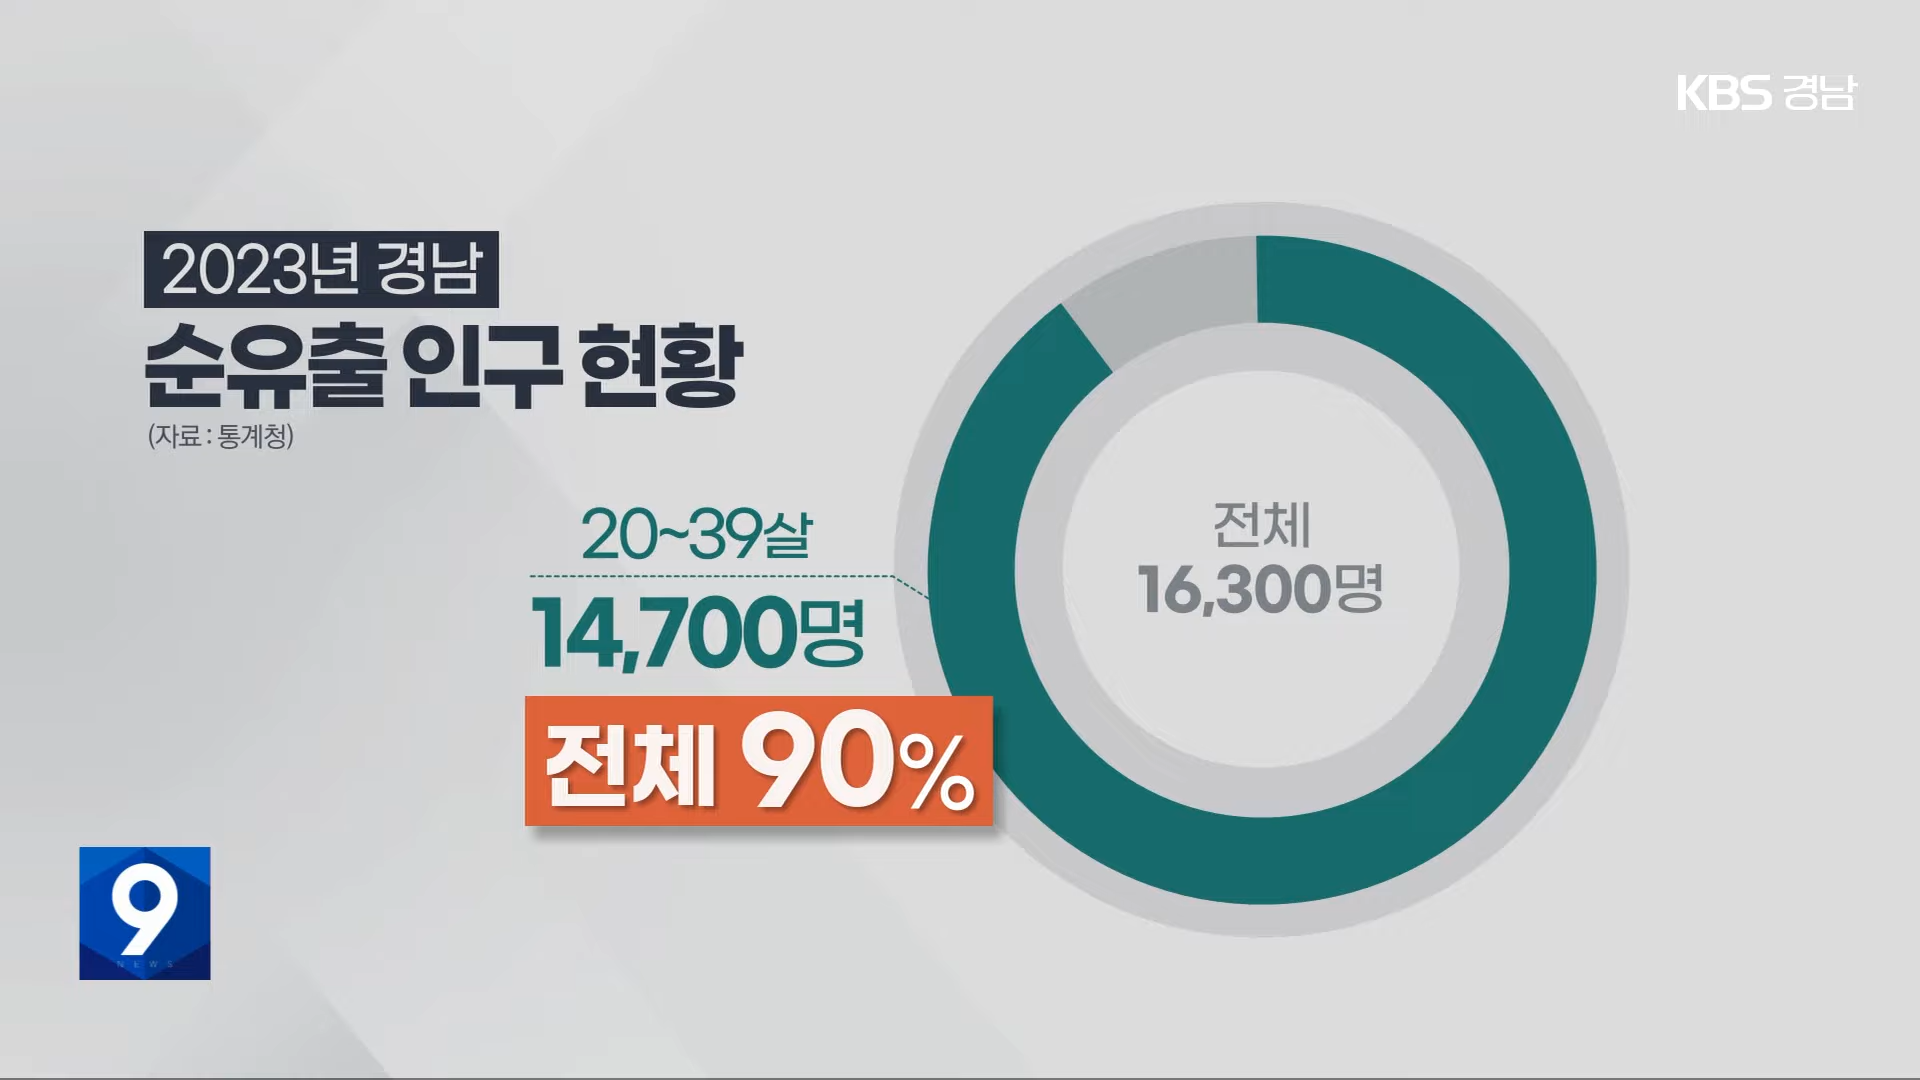 KBS 경남
2023년 경남
순유출 인구 현황
(자료 : 통계청)
20~39살
14,700명
전체 90%
전체
16,300명
9
NEWS